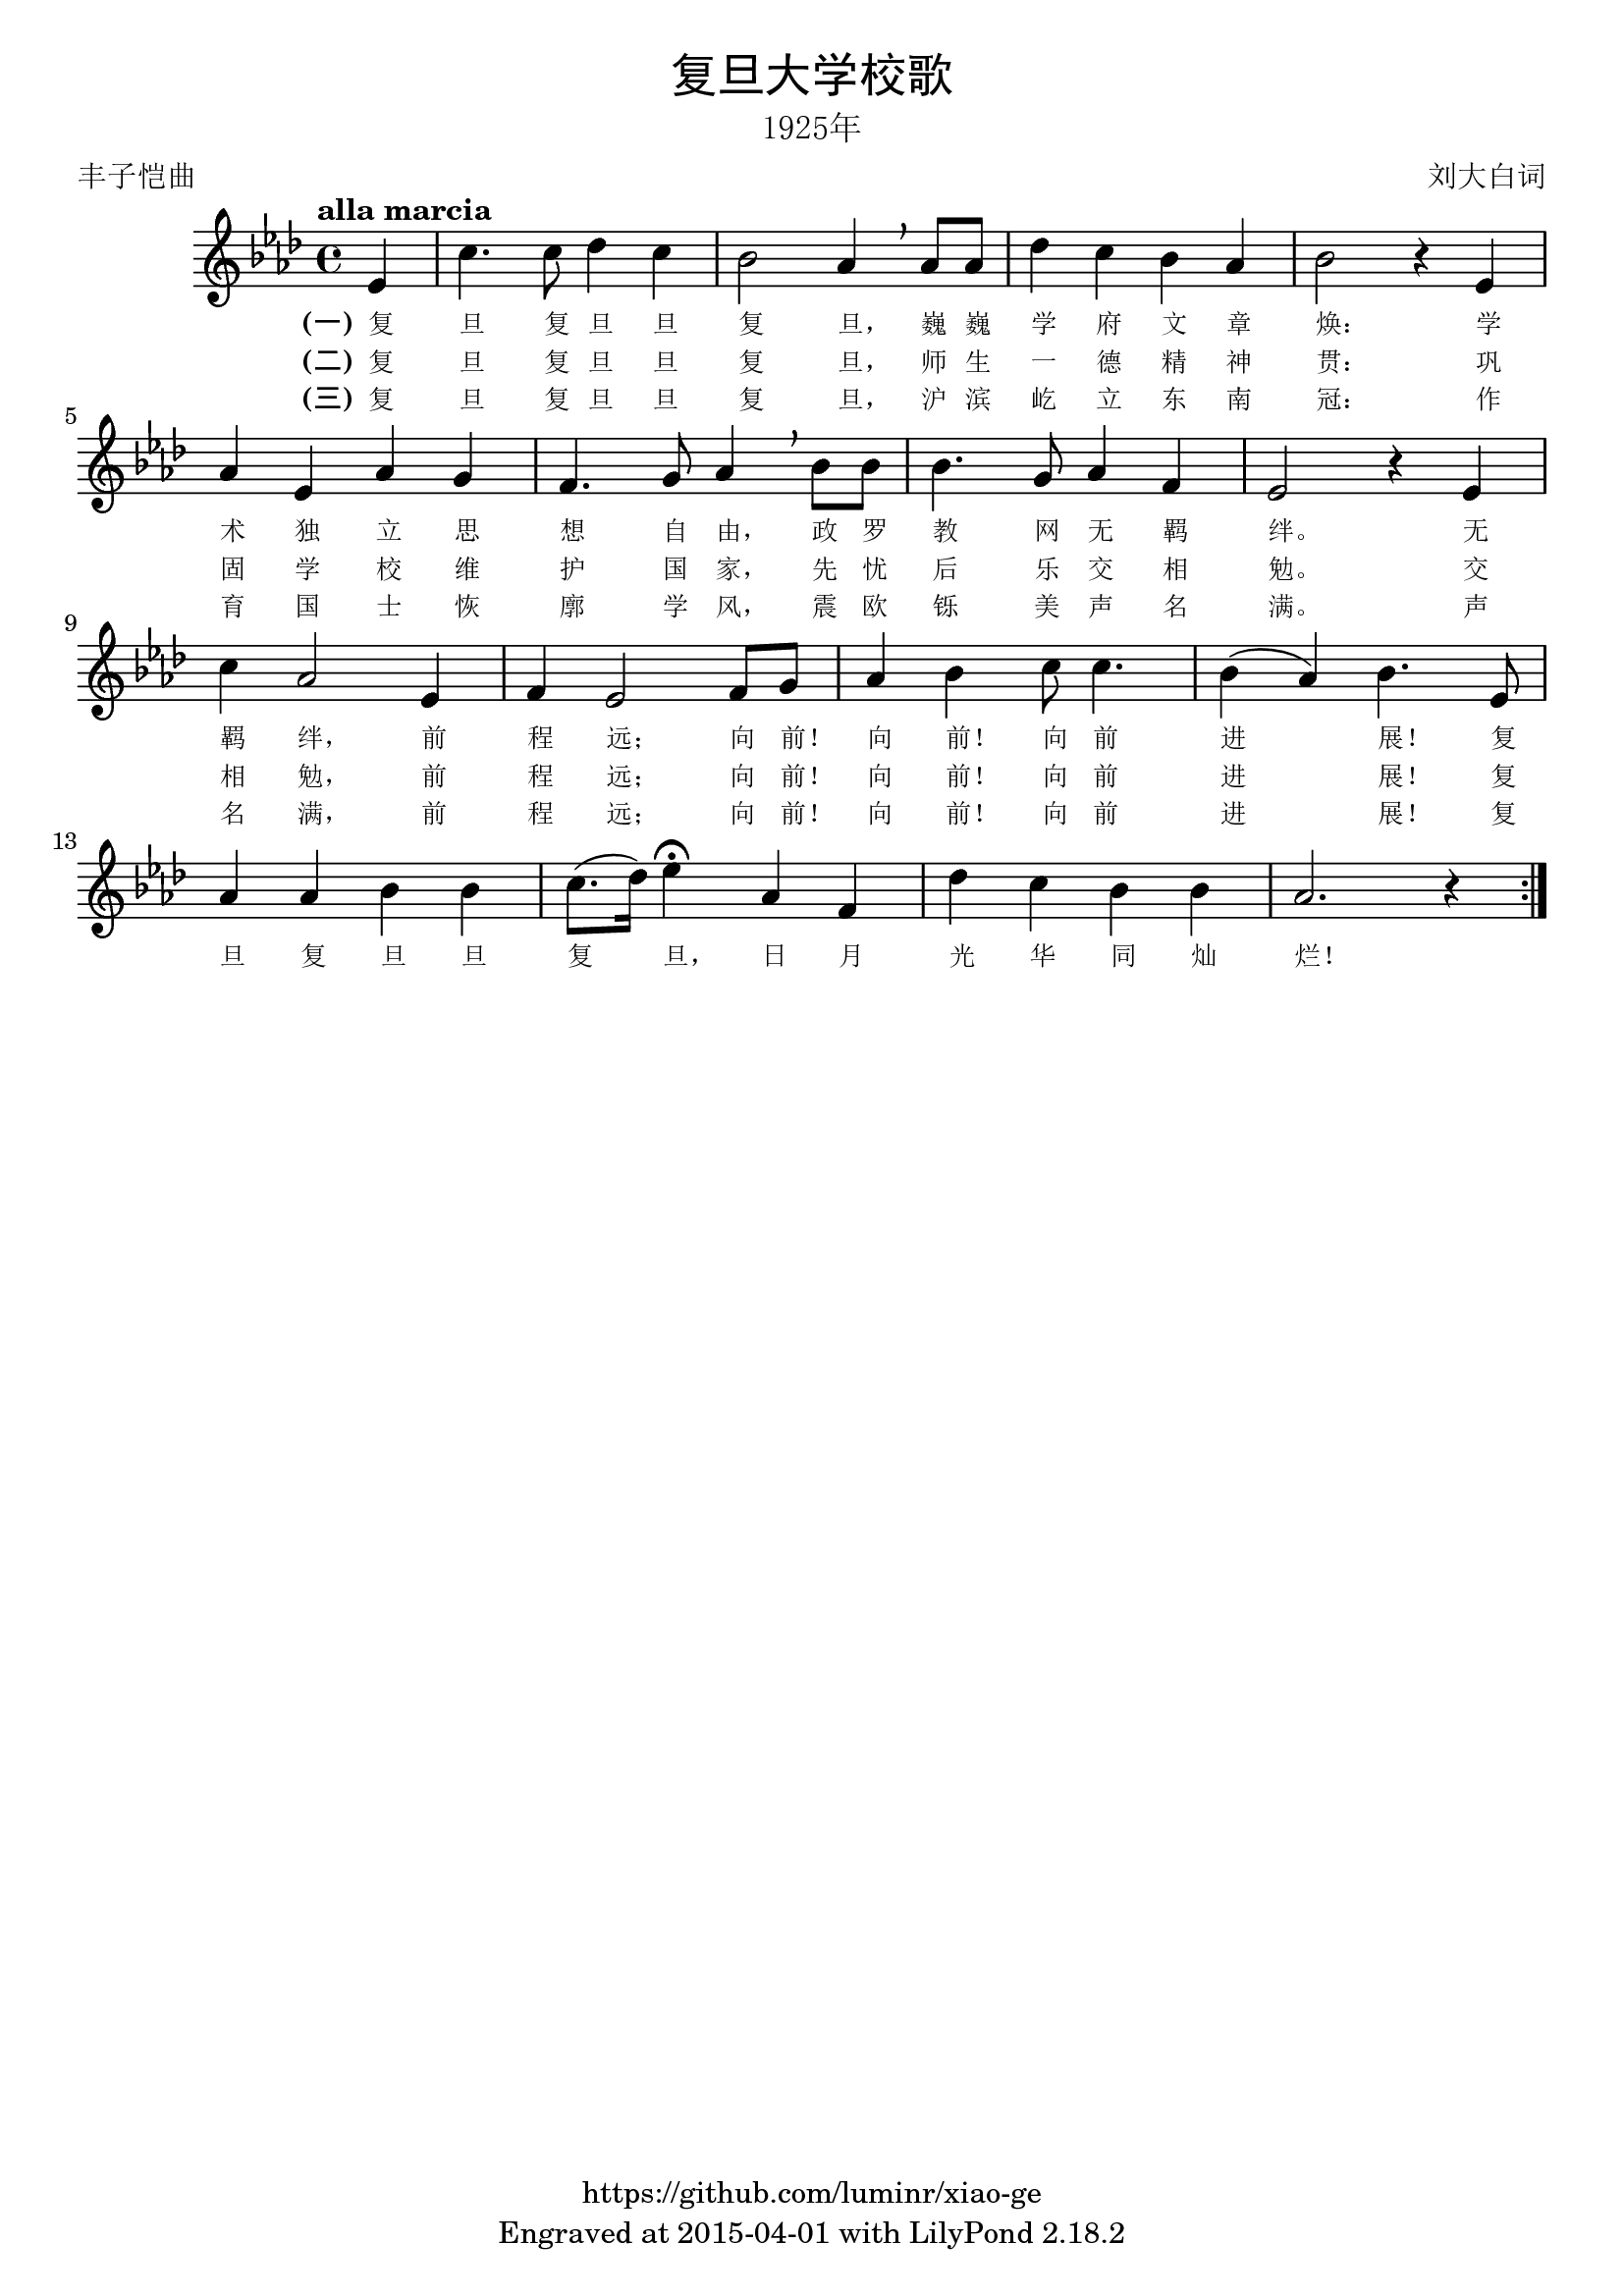 复旦大学校歌
1925年
丰子恺曲 刘大白词
alla marcia
(一) 复 旦 复 旦 旦 复 旦， 巍 巍 学 府 文 章 焕： 学
(二) 复 旦 复 旦 旦 复 旦， 师 生 一 德 精 神 贯： 巩
(三) 复 旦 复 旦 旦 复 旦， 沪 滨 屹 立 东 南 冠： 作
5
术 独 立 思 想 自 由， 政 罗 教 网 无 羁 绊。 无
固 学 校 维 护 国 家， 先 忧 后 乐 交 相 勉。 交
育 国 士 恢 廓 学 风， 震 欧 铄 美 声 名 满。 声
9
羁 绊， 前 程 远； 向 前！ 向 前！ 向 前 进 展！ 复
相 勉， 前 程 远； 向 前！ 向 前！ 向 前 进 展！ 复
名 满， 前 程 远； 向 前！ 向 前！ 向 前 进 展！ 复
13
旦 复 旦 旦 复 旦， 日 月 光 华 同 灿 烂！
https://github.com/luminr/xiao-ge
Engraved at 2015-04-01 with LilyPond 2.18.2